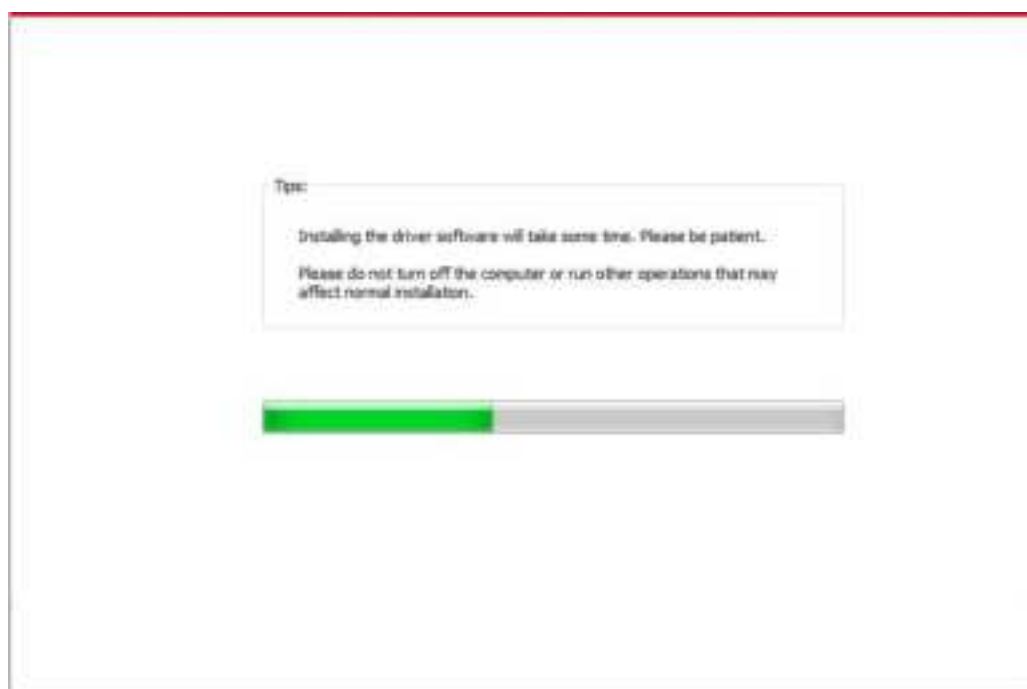 Tips:
Installing the driver software will take some time. Please be patient.
Please do not turn off the computer or run other operations that may
affect normal installation.